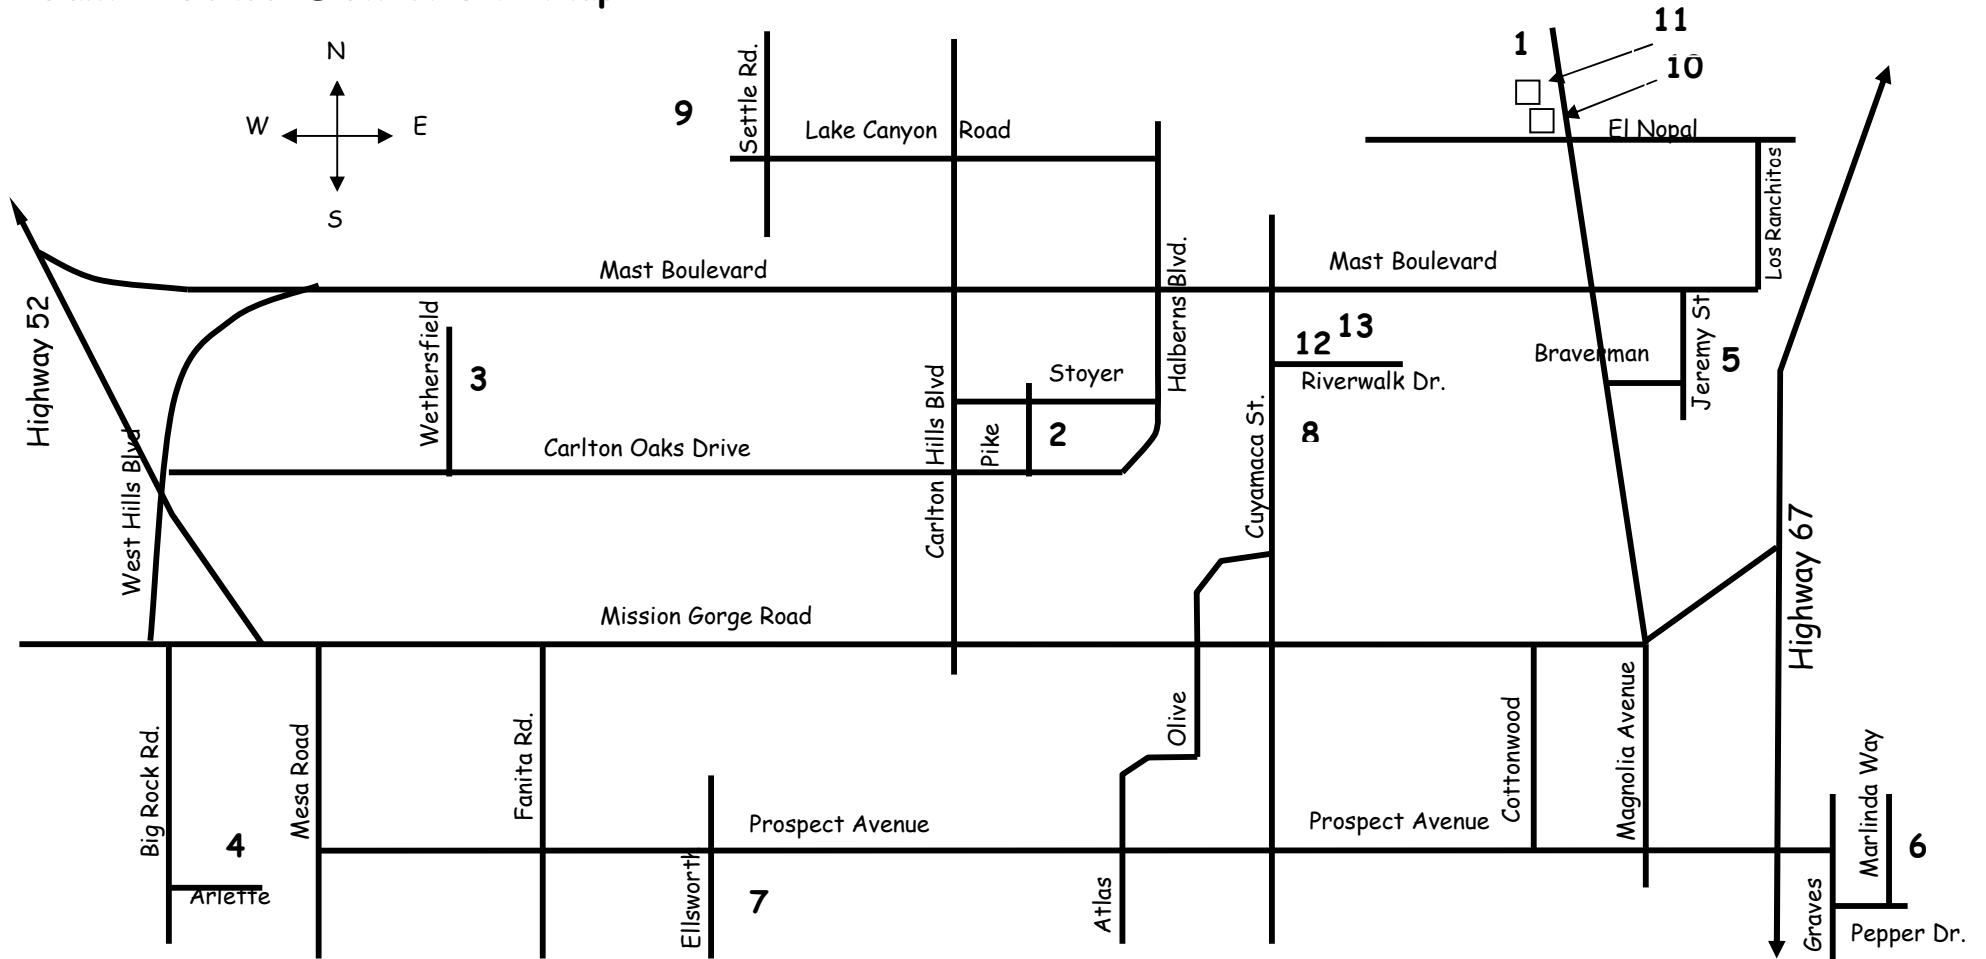 11
1
10
N
W
E
S
9
Settle Rd.
Lake Canyon Road
El Nopal
Los Ranchitos
Mast Boulevard
Mast Boulevard
Halberns Blvd.
Highway 52
Wethersfield
3
12
13
Riverwalk Dr.
Braverman
Jeremy St
5
Stoyer
Carlton Hills Blvd
Pike
2
8
Cuyamaca St.
Carlton Oaks Drive
West Hills Blvd
Carlton
Highway 67
Mission Gorge Road
Big Rock Rd.
Mesa Road
Fanita Rd.
Olive
Cottonwood
Magnolia Avenue
Marlinda Way
Prospect Avenue
Prospect Avenue
4
6
Arlette
Ellsworth
7
Atlas
Graves
Pepper Dr.